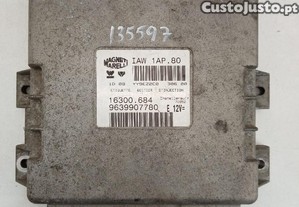 CustoJusto.pt
135597
MAGNETI
MARELLI
IAW 1AP.80
16300.684
9639907780
E 12V=